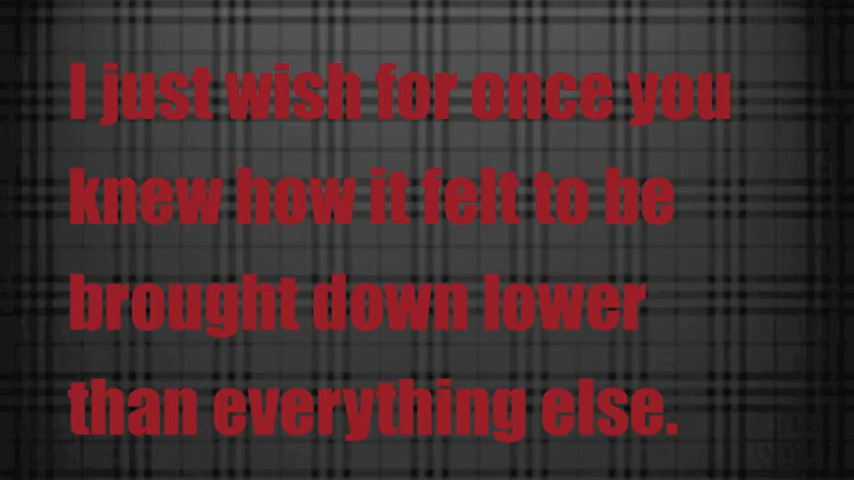 I just wish for once you
knew how it felt to be
brought down lower
than everything else.